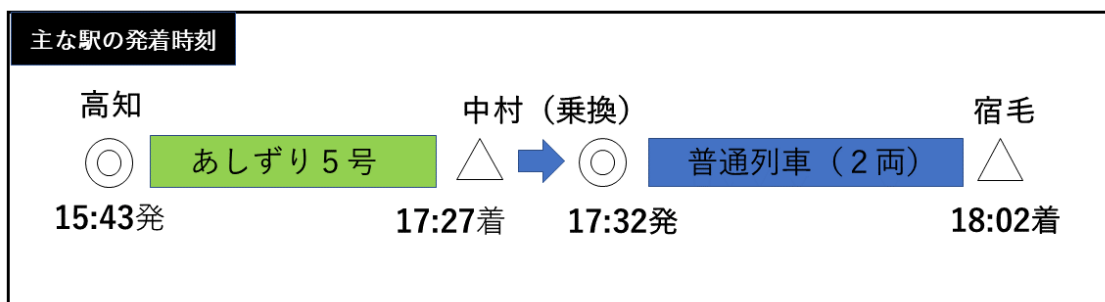 主な駅の発着時刻
高知 中村（乗換） 宿毛
◎ あしずり５号 △ ◎ 普通列車（２両） △
15:43発 17:27着 17:32発 18:02着